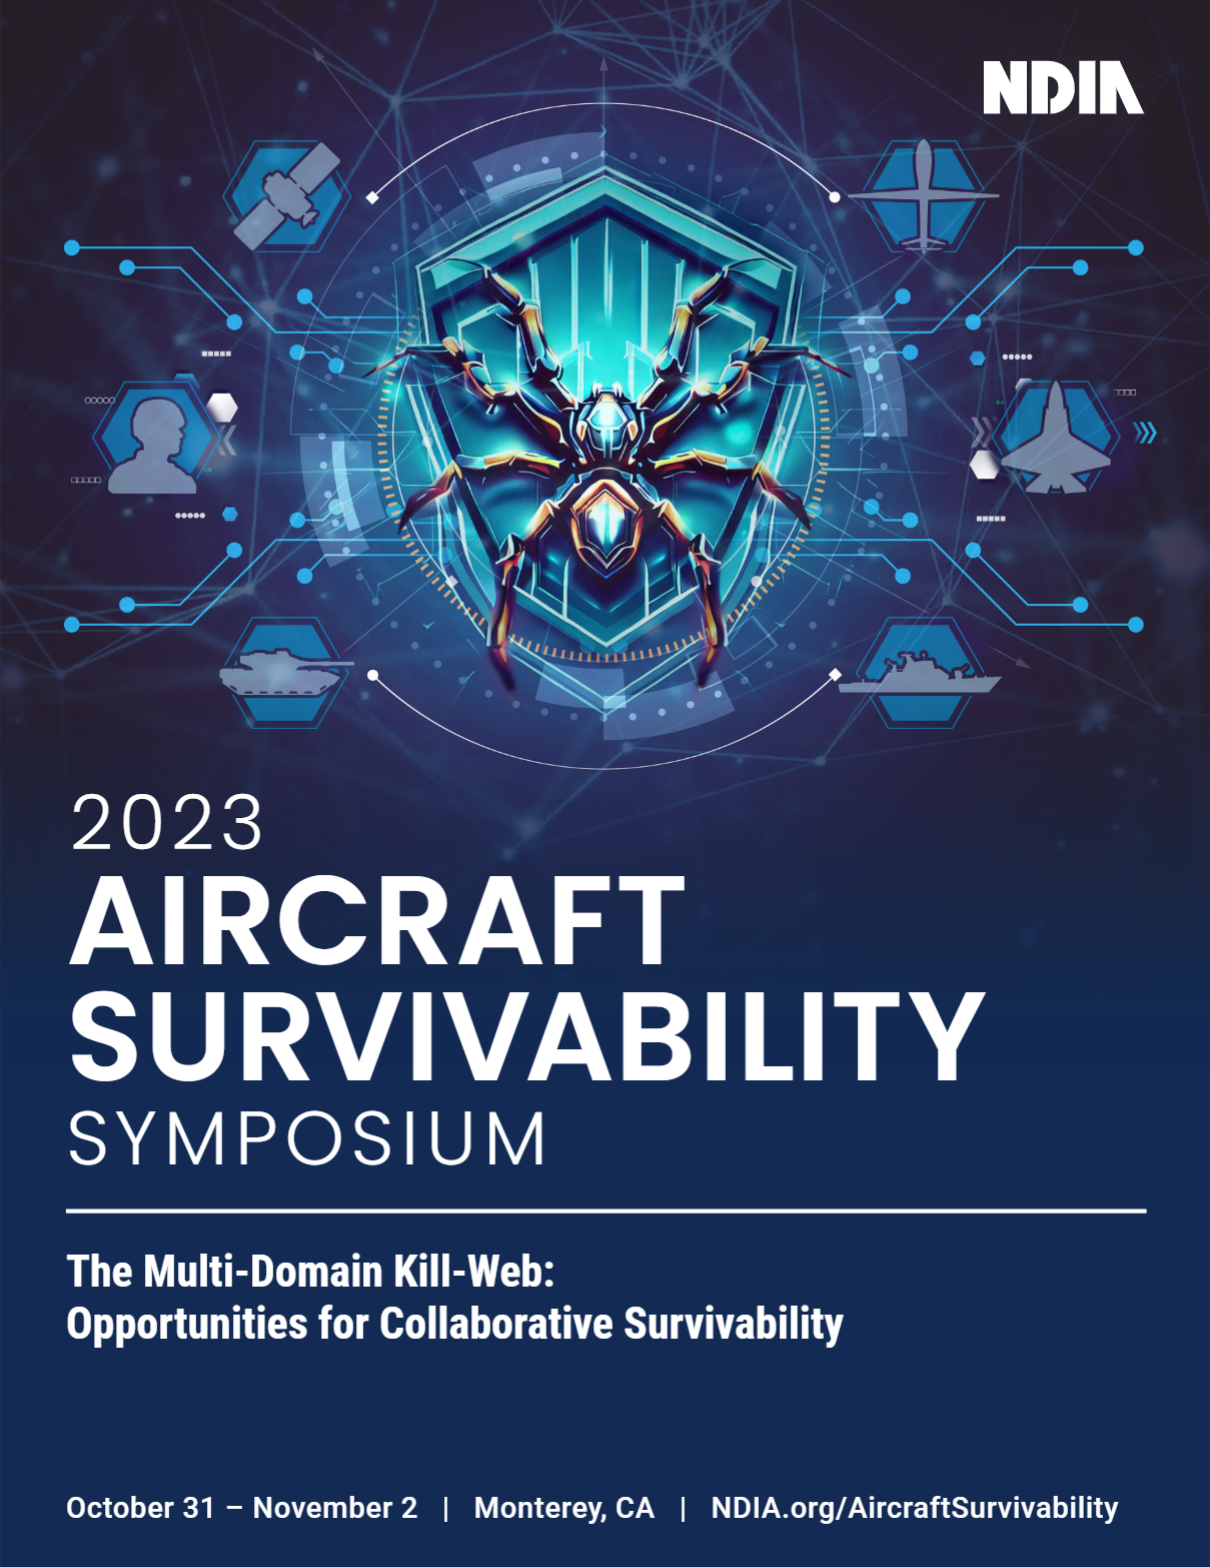 NDIA
2023
AIRCRAFT
SURVIVABILITY
SYMPOSIUM
The Multi-Domain Kill-Web:
Opportunities for Collaborative Survivability
October 31 – November 2 | Monterey, CA | NDIA.org/AircraftSurvivability